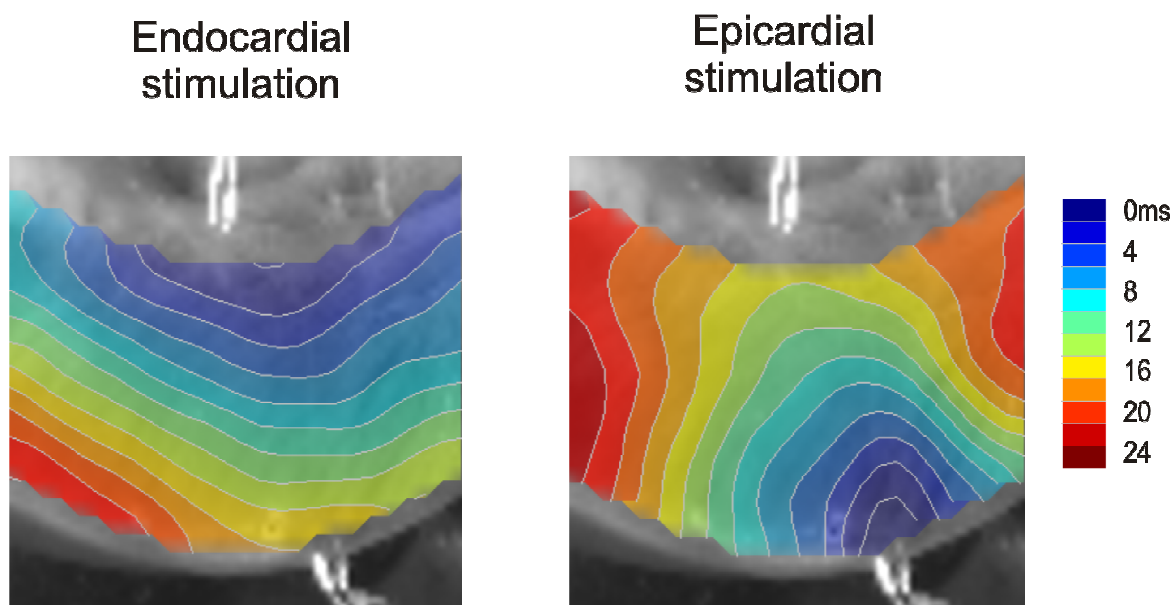 Endocardial
stimulation
Epicardial
stimulation
0ms
4
8
12
16
20
24